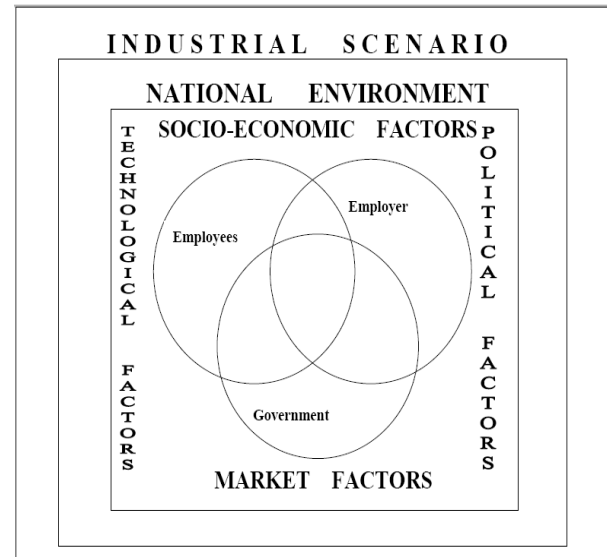 INDUSTRIAL SCENARIO
NATIONAL ENVIRONMENT
SOCIO-ECONOMIC FACTORS
TECHNOLOGICAL FACTORS
POLITICAL FACTORS
Employer
Employees
Government
MARKET FACTORS